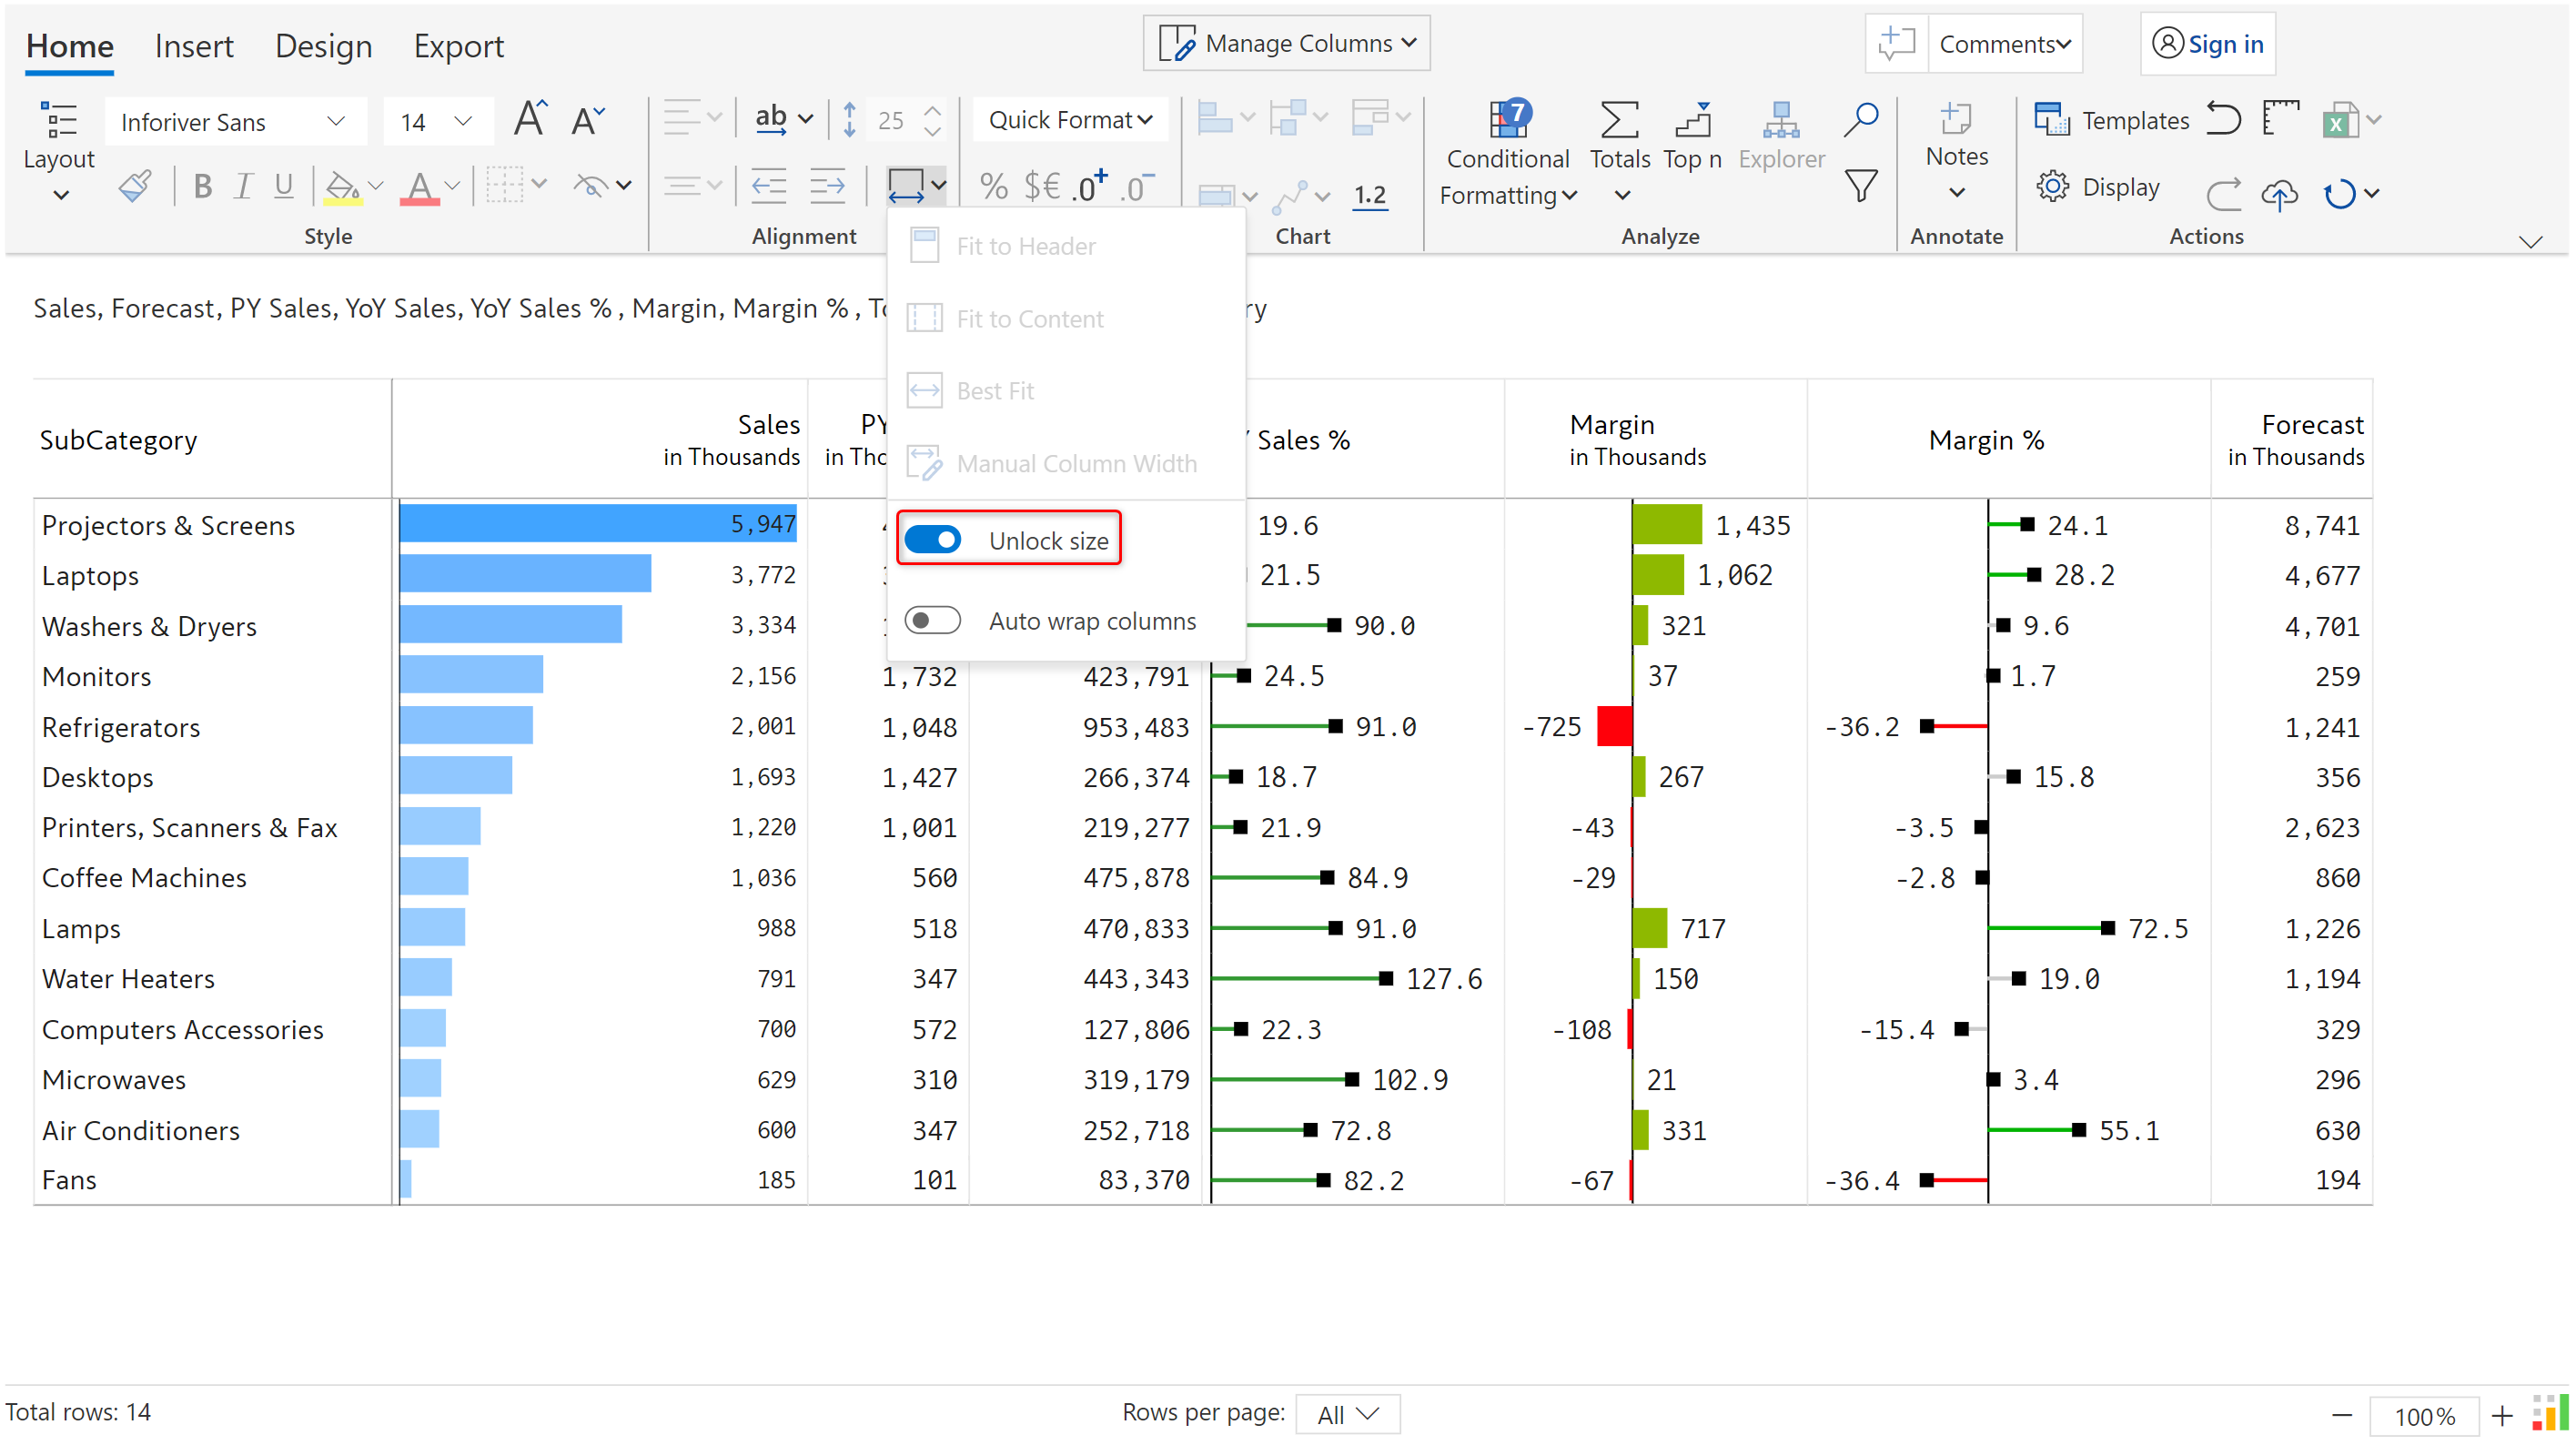 Home Insert Design Export Manage Columns Comments Sign in
Layout Inforiver Sans 14 A A ab 25 Quick Format Conditional Formatting 7 Totals Top n Explorer Notes Templates
B I U A % $€ .0+ .0- 1.2 Display
Style Alignment Chart Analyze Annotate Actions
Fit to Header
Fit to Content
Best Fit
Manual Column Width
Unlock size
Auto wrap columns
Sales, Forecast, PY Sales, YoY Sales, YoY Sales %, Margin, Margin %,
SubCategory Sales in Thousands PY Sales % Margin in Thousands Margin % Forecast in Thousands
Projectors & Screens 5,947 19.6 1,435 24.1 8,741
Laptops 3,772 21.5 1,062 28.2 4,677
Washers & Dryers 3,334 90.0 321 9.6 4,701
Monitors 2,156 1,732 423,791 24.5 37 1.7 259
Refrigerators 2,001 1,048 953,483 91.0 -725 -36.2 1,241
Desktops 1,693 1,427 266,374 18.7 267 15.8 356
Printers, Scanners & Fax 1,220 1,001 219,277 21.9 -43 -3.5 2,623
Coffee Machines 1,036 560 475,878 84.9 -29 -2.8 860
Lamps 988 518 470,833 91.0 717 72.5 1,226
Water Heaters 791 347 443,343 127.6 150 19.0 1,194
Computers Accessories 700 572 127,806 22.3 -108 -15.4 329
Microwaves 629 310 319,179 102.9 21 3.4 296
Air Conditioners 600 347 252,718 72.8 331 55.1 630
Fans 185 101 83,370 82.2 -67 -36.4 194
Total rows: 14 Rows per page: All 100%